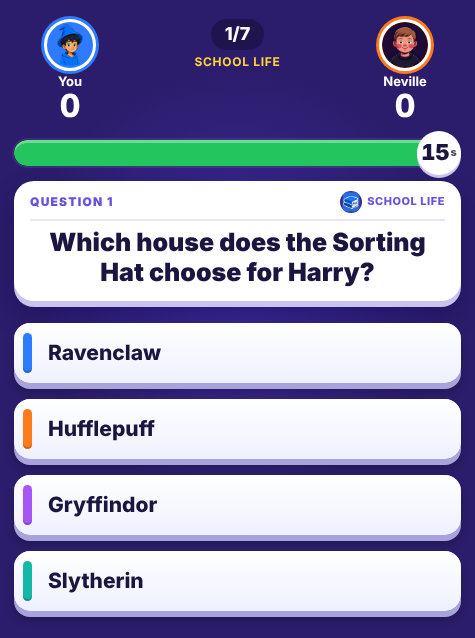 1/7
SCHOOL LIFE
You
0
Neville
0
15s
QUESTION 1
SCHOOL LIFE
Which house does the Sorting
Hat choose for Harry?
Ravenclaw
Hufflepuff
Gryffindor
Slytherin